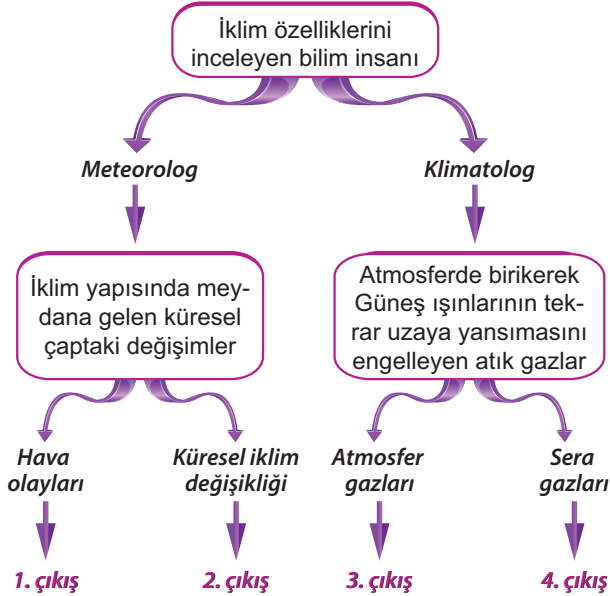 İklim özelliklerini
inceleyen bilim insanı
Meteorolog
Klimatolog
İklim yapısında mey-
dana gelen küresel
çaptaki değişimler
Atmosferde birikerek
Güneş ışınlarının tek-
rar uzaya yansımasını
engelleyen atık gazlar
Hava
olayları
Küresel iklim
değişikliği
Atmosfer
gazları
Sera
gazları
1. çıkış
2. çıkış
3. çıkış
4. çıkış